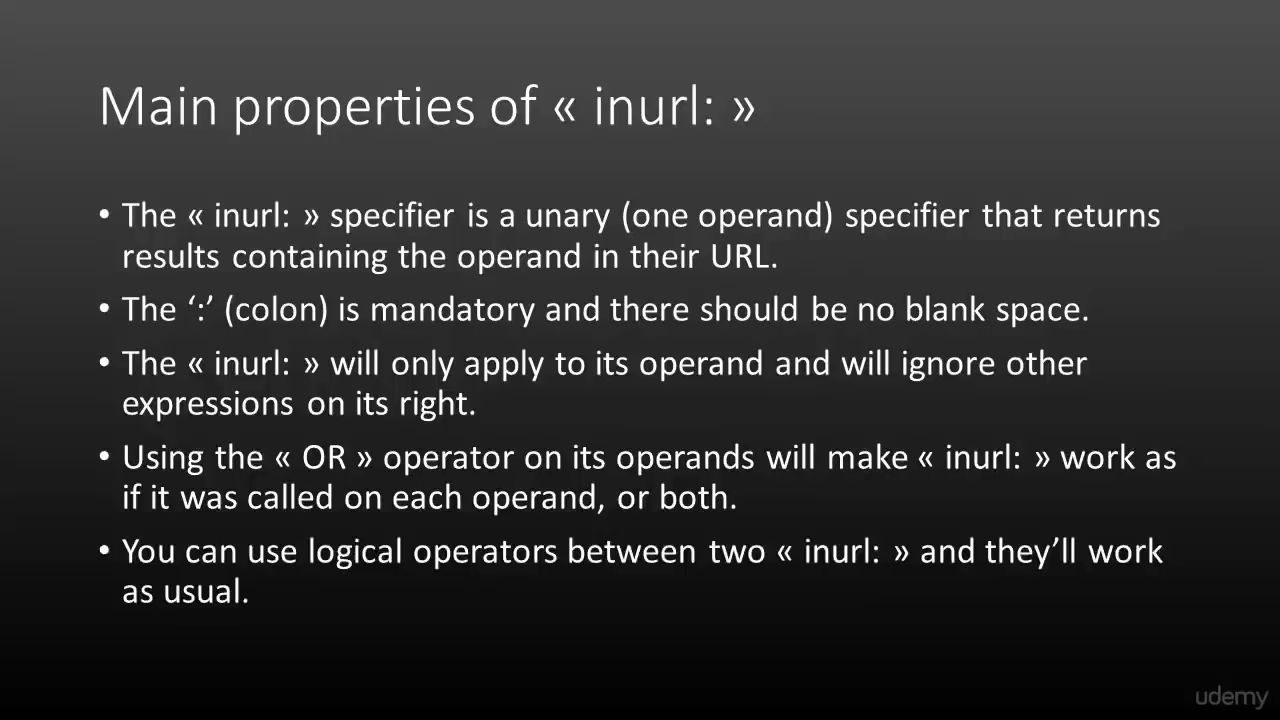 Main properties of « inurl: »
• The « inurl: » specifier is a unary (one operand) specifier that returns
results containing the operand in their URL.
• The ‘:’ (colon) is mandatory and there should be no blank space.
• The « inurl: » will only apply to its operand and will ignore other
expressions on its right.
• Using the « OR » operator on its operands will make « inurl: » work as
if it was called on each operand, or both.
• You can use logical operators between two « inurl: » and they’ll work
as usual.
udemy